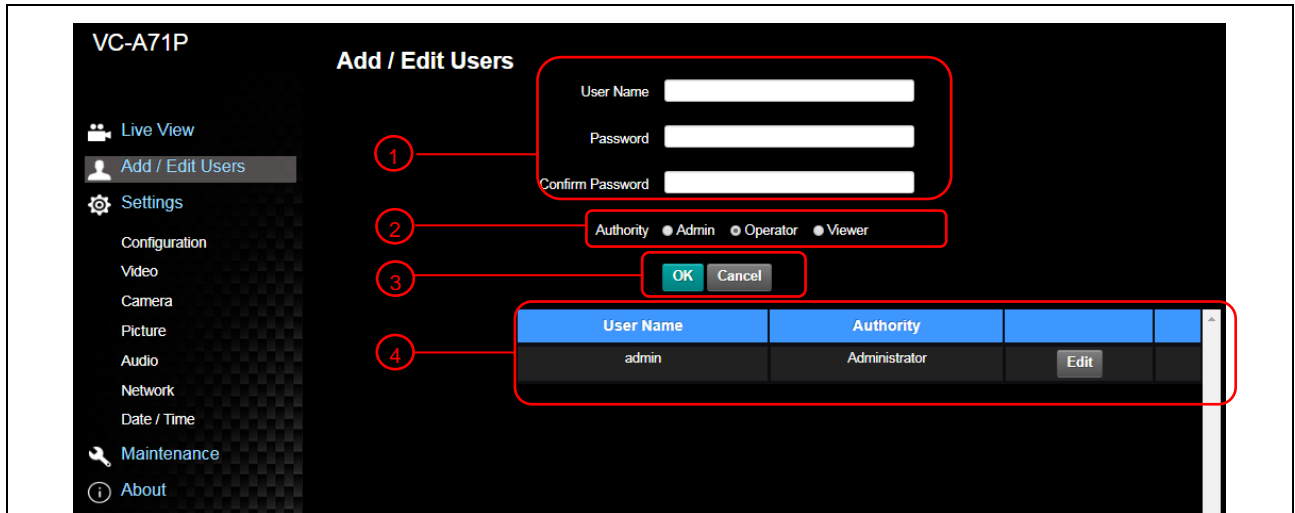 VC-A71P
Live View
Add / Edit Users
Settings
Configuration
Video
Camera
Picture
Audio
Network
Date / Time
Maintenance
About
Add / Edit Users
1
User Name
Password
Confirm Password
2
Authority Admin Operator Viewer
3
OK Cancel
4
User Name Authority
admin Administrator Edit